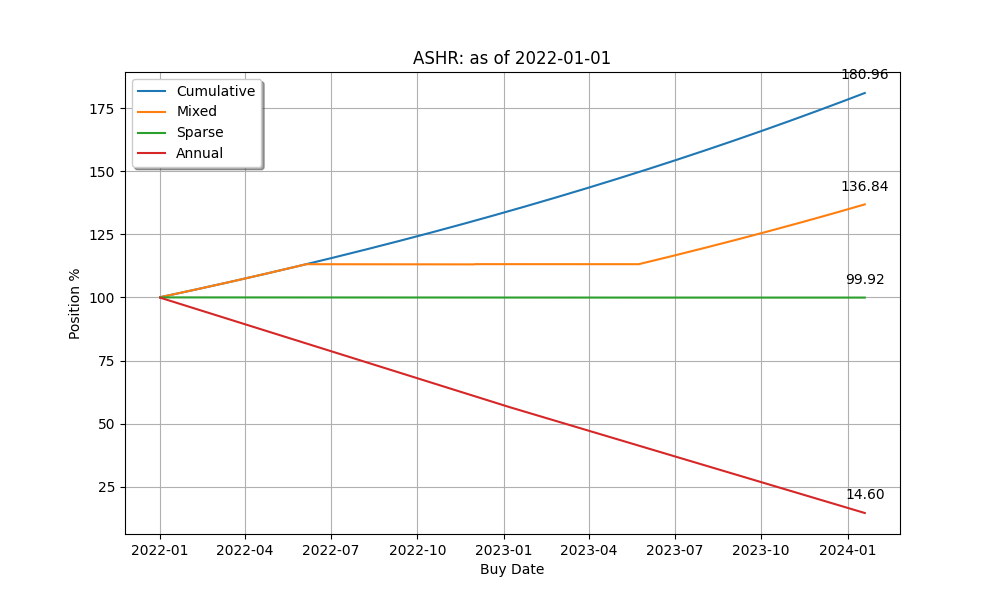 ASHR: as of 2022-01-01
Cumulative
Mixed
Sparse
Annual
180.96
136.84
99.92
14.60
175
150
125
100
75
50
25
Position %
2022-01 2022-04 2022-07 2022-10 2023-01 2023-04 2023-07 2023-10 2024-01
Buy Date